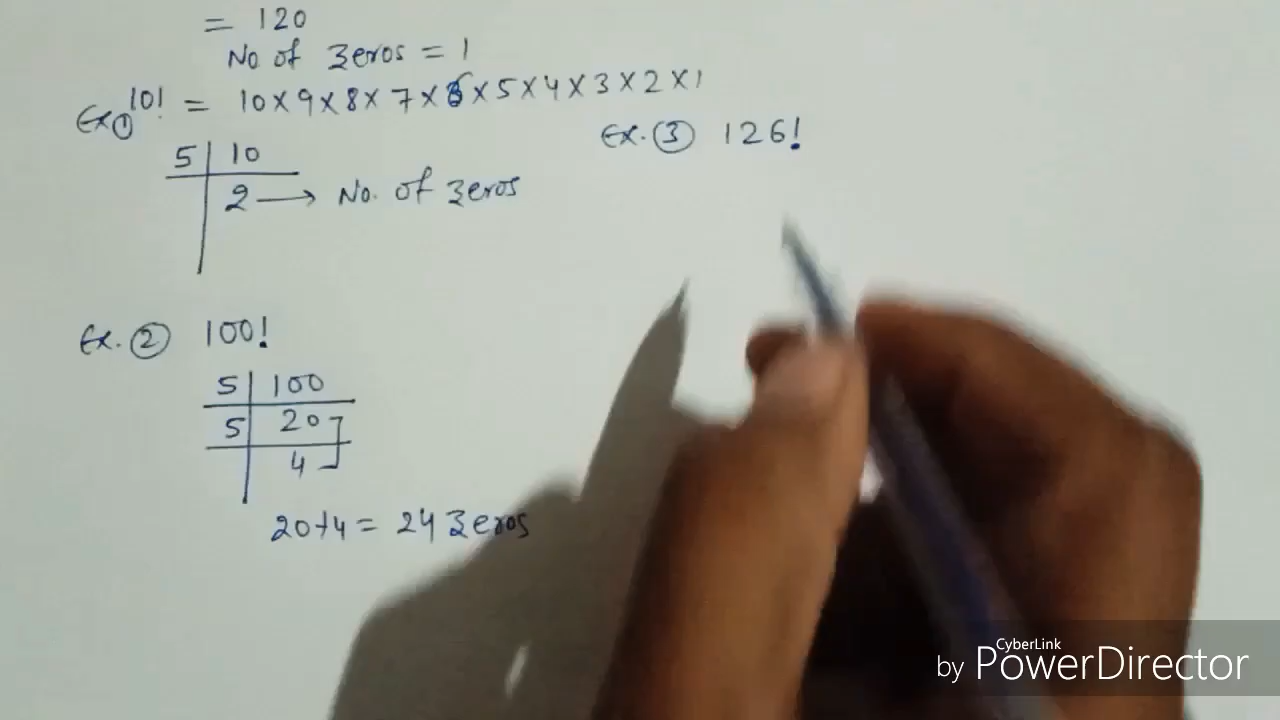 = 120
No of zeros = 1
Ex① 10! = 10×9×8×7×6×5×4×3×2×1
5 | 10
2 → No. of zeros
Ex. ② 100!
5 | 100
5 | 20
4
20+4 = 24 zeros
Ex. ③ 126!
CyberLink
by PowerDirector